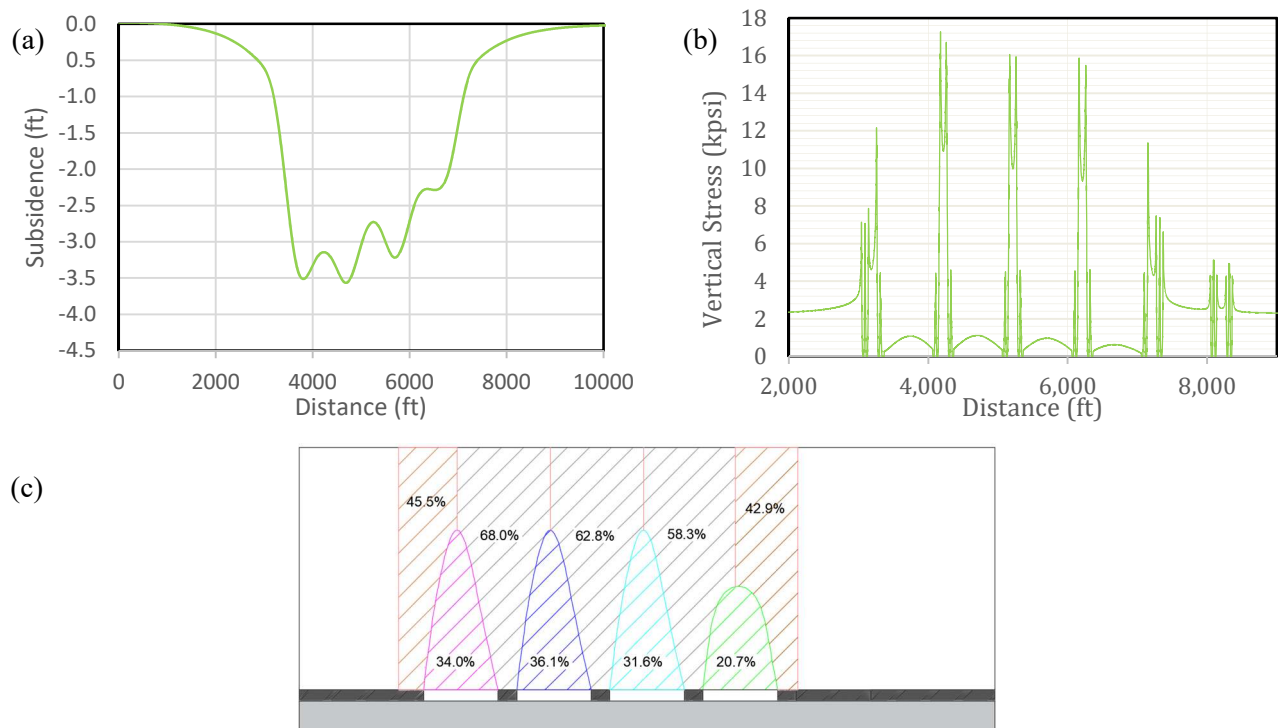 (a)
0.0
0.5
-1.0
-1.5
-2.0
-2.5
-3.0
-3.5
-4.0
-4.5
Subsidence (ft)
0 2000 4000 6000 8000 10000
Distance (ft)
(b)
18
16
14
12
10
8
6
4
2
0
Vertical Stress (kpsi)
2,000 4,000 6,000 8,000
Distance (ft)
(c)
45.5% 42.9%
68.0% 62.8% 58.3%
34.0% 36.1% 31.6% 20.7%